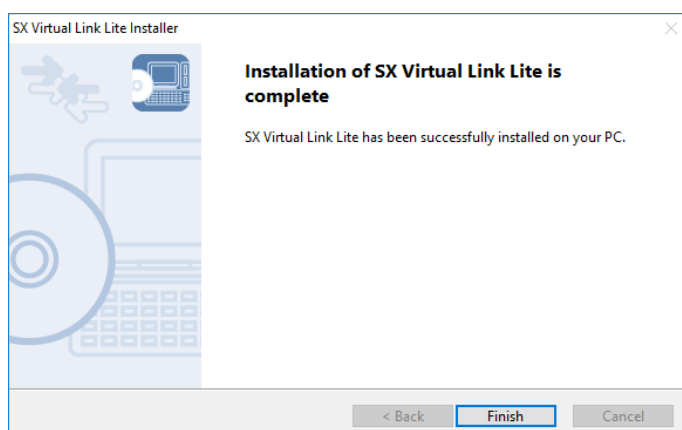 SX Virtual Link Lite Installer
Installation of SX Virtual Link Lite is
complete
SX Virtual Link Lite has been successfully installed on your PC.
< Back
Finish
Cancel